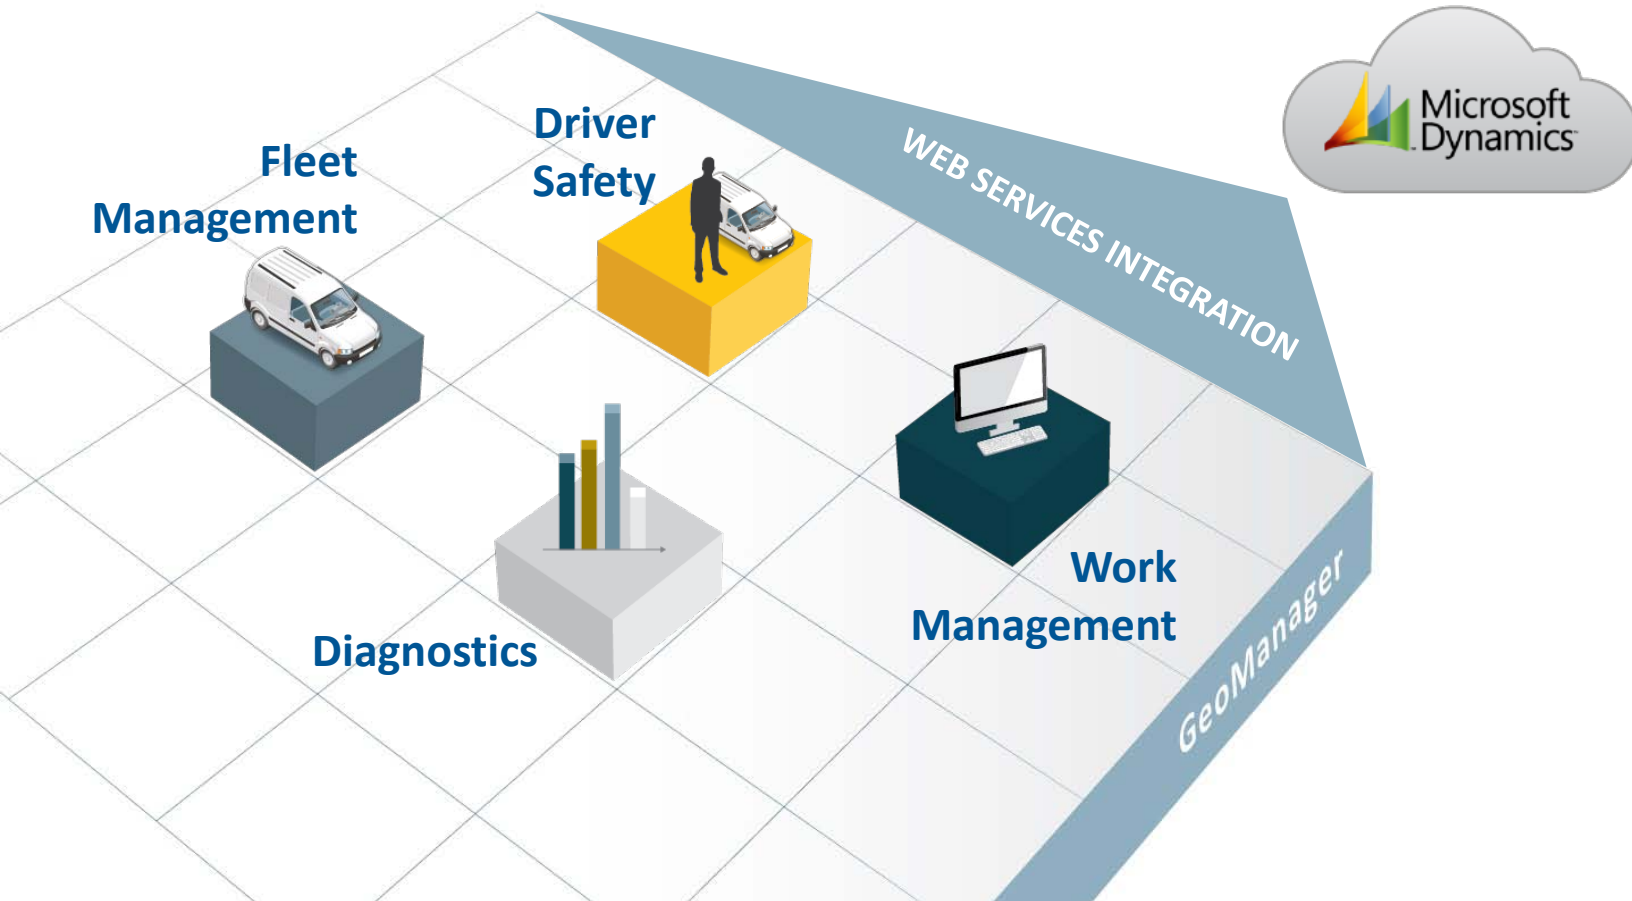 Fleet
Management
Driver
Safety
WEB SERVICES INTEGRATION
Microsoft
Dynamics
Diagnostics
Work
Management
GeoManager